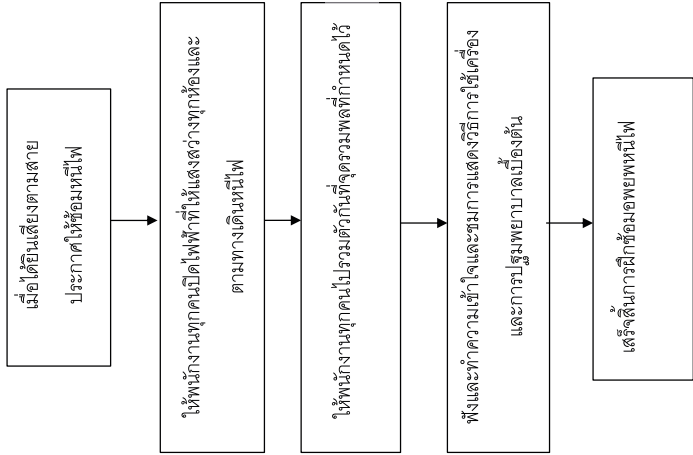 เมื่อได้ยินเสียงตามสาย
ประกาศให้ซ้อมหนีไฟ
ให้พนักงานทุกคนปิดไฟฟ้าที่ให้แสงสว่างทุกห้องและ
ตามทางเดินหนีไฟ
ให้พนักงานทุกคนไปรวมตัวกันที่จุดรวมพลที่กำหนดไว้
ฟังและทำความเข้าใจและชมการแสดงวิธีการใช้เครื่อง
และการปฐมพยาบาลเบื้องต้น
เสร็จสิ้นการฝึกซ้อมอพยพหนีไฟ